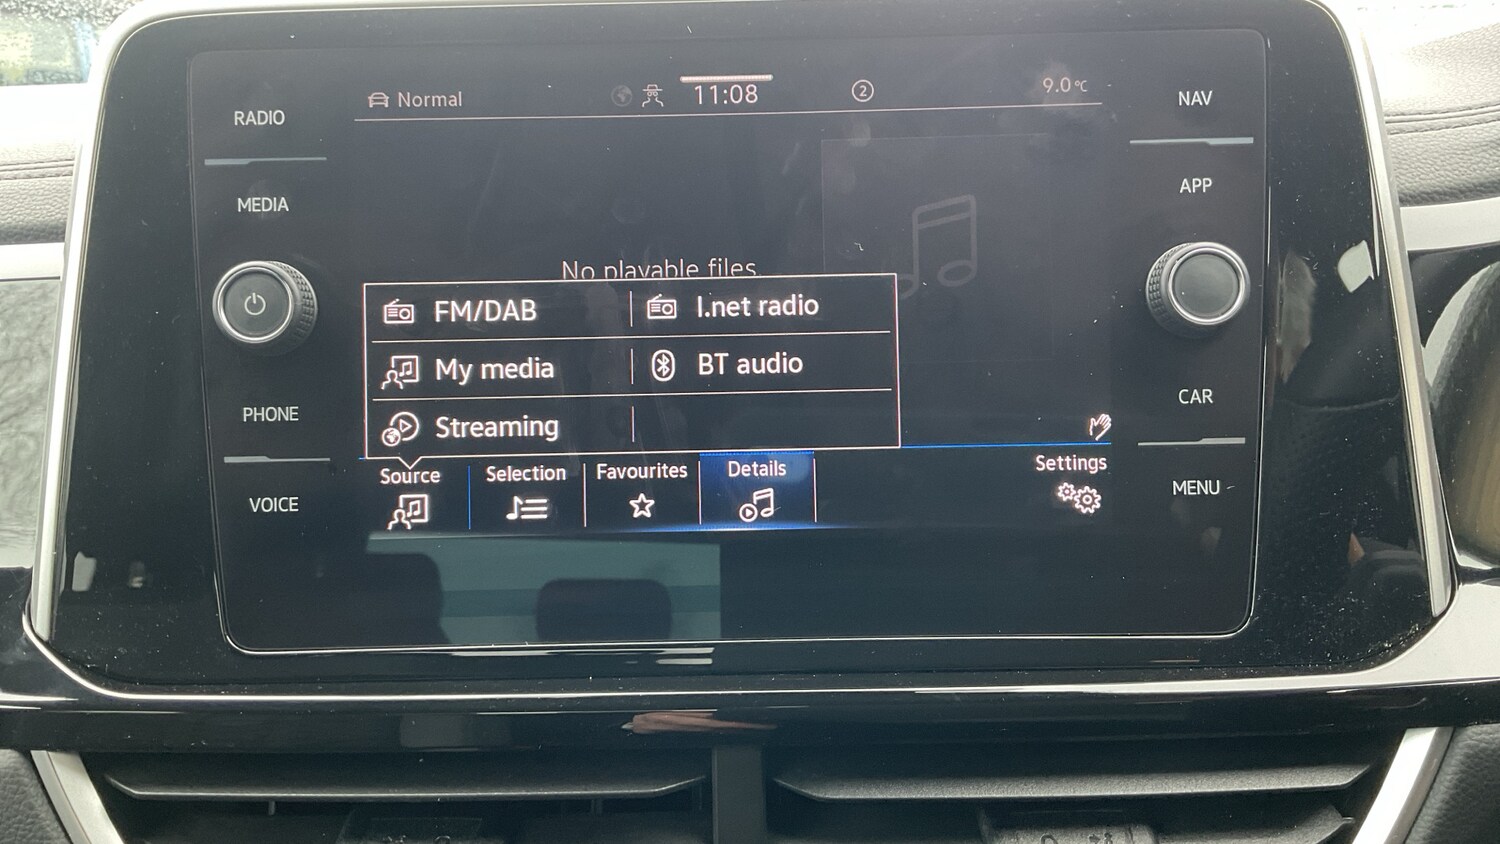 RADIO
MEDIA
PHONE
VOICE
Normal
11:08
2
9.0°C
No playable files.
FM/DAB
I.net radio
My media
BT audio
Streaming
Source
Selection
Favourites
Details
Settings
NAV
APP
CAR
MENU